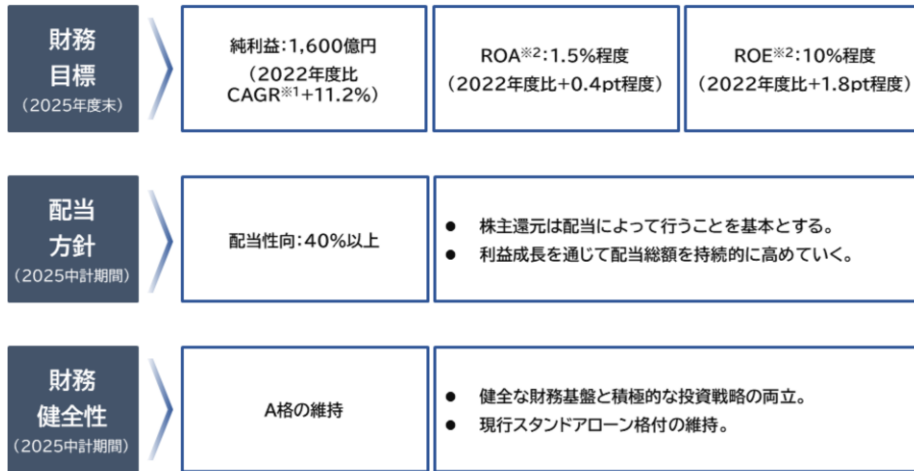 財務
目標
(2025年度末)
純利益:1,600億円
(2022年度比
CAGR※1+11.2%)
ROA※2:1.5%程度
(2022年度比+0.4pt程度)
ROE※2:10%程度
(2022年度比+1.8pt程度)
配当
方針
(2025中計期間)
配当性向:40%以上
● 株主還元は配当によって行うことを基本とする。
● 利益成長を通じて配当総額を持続的に高めていく。
財務
健全性
(2025中計期間)
A格の維持
● 健全な財務基盤と積極的な投資戦略の両立。
● 現行スタンドアローン格付の維持。